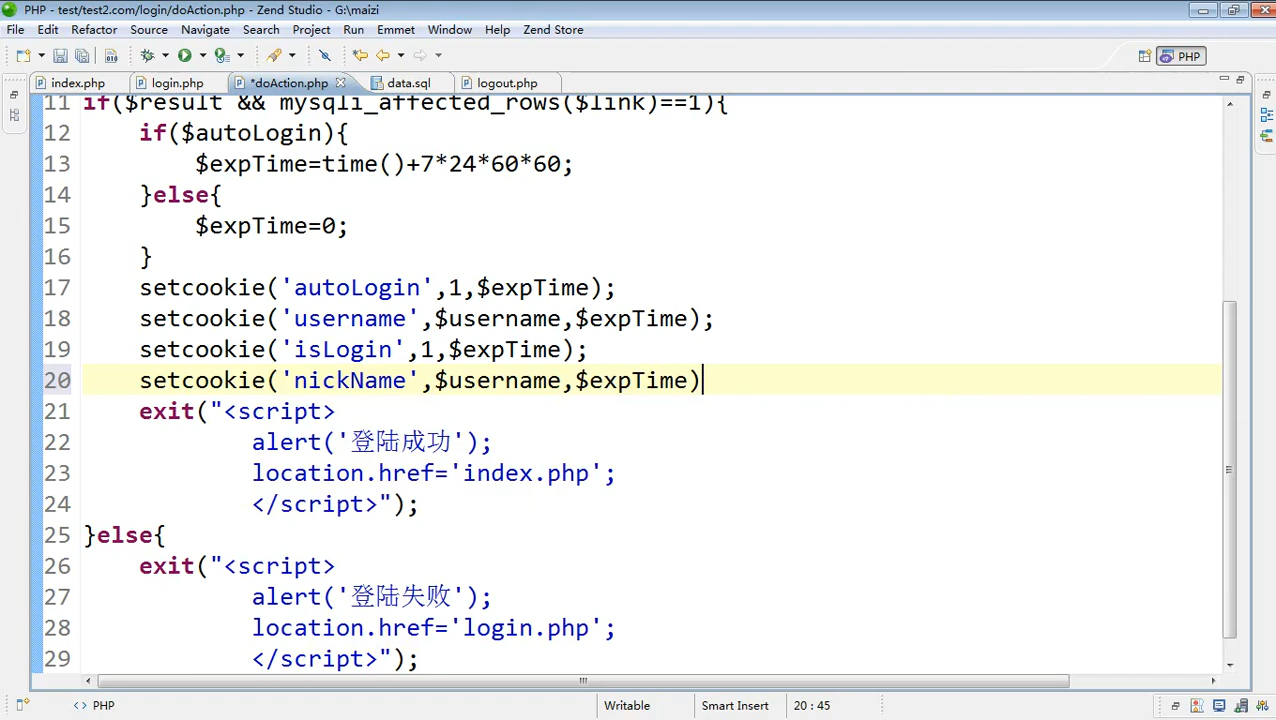 PHP - test/test2.com/login/doAction.php - Zend Studio - G:\maizi
File Edit Refactor Source Navigate Search Project Run Emmet Window Help Zend Store
PHP
index.php login.php *doAction.php data.sql logout.php
11 if($result && mysqli_affected_rows($link)==1){
12 if($autoLogin){
13 $expTime=time()+7*24*60*60;
14 }else{
15 $expTime=0;
16 }
17 setcookie('autoLogin',1,$expTime);
18 setcookie('username',$username,$expTime);
19 setcookie('isLogin',1,$expTime);
20 setcookie('nickName',$username,$expTime)
21 exit("<script>
22 alert('登陆成功');
23 location.href='index.php';
24 </script>");
25 }else{
26 exit("<script>
27 alert('登陆失败');
28 location.href='login.php';
29 </script>");
<> PHP Writable Smart Insert 20 : 45